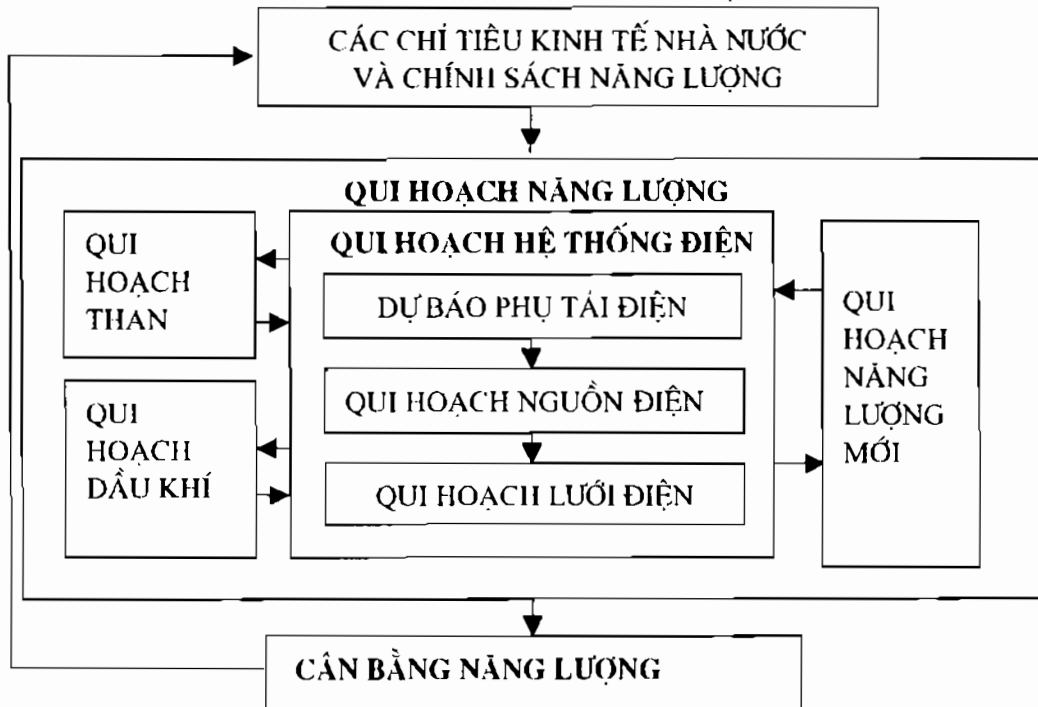 CÁC CHỈ TIÊU KINH TẾ NHÀ NƯỚC
VÀ CHÍNH SÁCH NĂNG LƯỢNG
QUI HOẠCH NĂNG LƯỢNG
QUI
HOẠCH
THAN
QUI
HOẠCH
DẦU KHÍ
QUI HOẠCH HỆ THỐNG ĐIỆN
DỰ BÁO PHỤ TẢI ĐIỆN
QUI HOẠCH NGUỒN ĐIỆN
QUI HOẠCH LƯỚI ĐIỆN
QUI
HOẠCH
NĂNG
LƯỢNG
MỚI
CÂN BẰNG NĂNG LƯỢNG